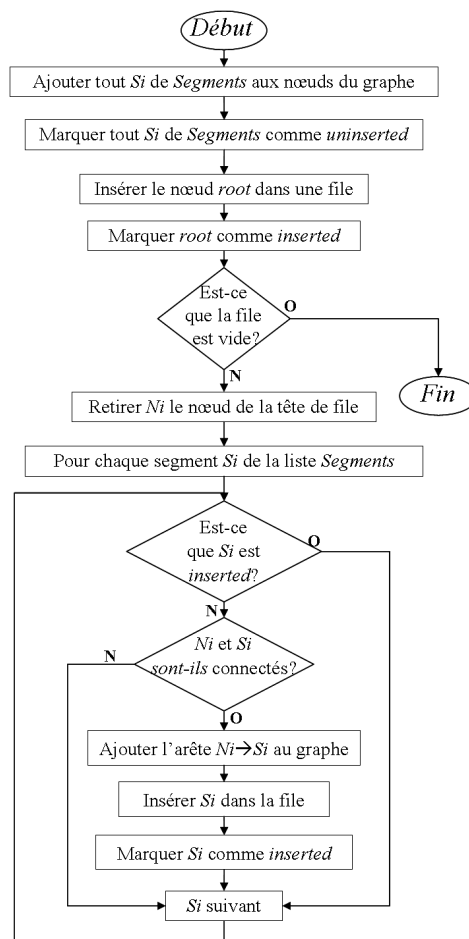 Début
Ajouter tout Si de Segments aux nœuds du graphe
Marquer tout Si de Segments comme uninserted
Insérer le nœud root dans une file
Marquer root comme inserted
Est-ce
que la file
est vide?
O
N
Fin
Retirer Ni le nœud de la tête de file
Pour chaque segment Si de la liste Segments
Est-ce
que Si est
inserted?
O
N
Ni et Si
sont-ils connectés?
N
O
Ajouter l'arête Ni→Si au graphe
Insérer Si dans la file
Marquer Si comme inserted
Si suivant